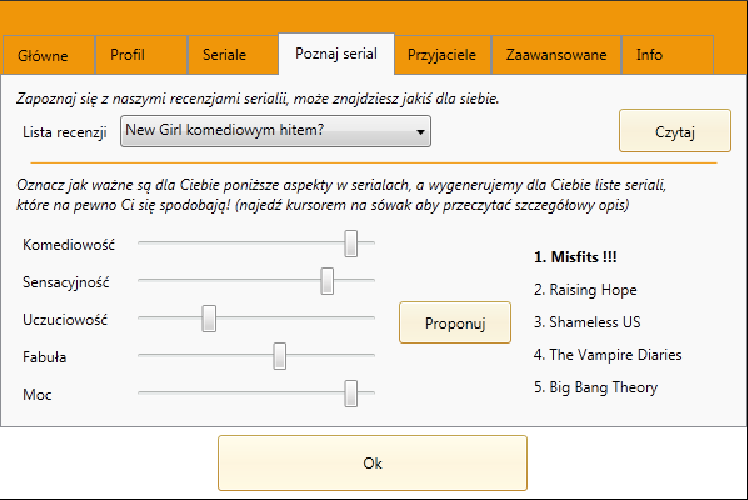 Główne
Profil
Seriale
Poznaj serial
Przyjaciele
Zaawansowane
Info
Zapoznaj się z naszymi recenzjami serialii, może znajdziesz jakiś dla siebie.
Lista recenzji
New Girl komediowym hitem?
Czytaj
Oznacz jak ważne są dla Ciebie poniższe aspekty w serialach, a wygenerujemy dla Ciebie liste seriali,
które na pewno Ci się spodobają! (najedź kursorem na sówak aby przeczytać szczegółowy opis)
Komediowość
Sensacyjność
Uczuciowość
Fabuła
Moc
Proponuj
1. Misfits !!!
2. Raising Hope
3. Shameless US
4. The Vampire Diaries
5. Big Bang Theory
Ok